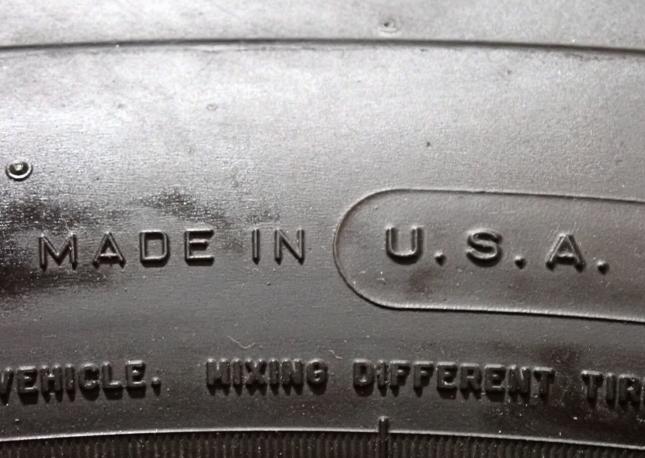 MADE IN U.S.A.
VEHICLE. MIXING DIFFERENT